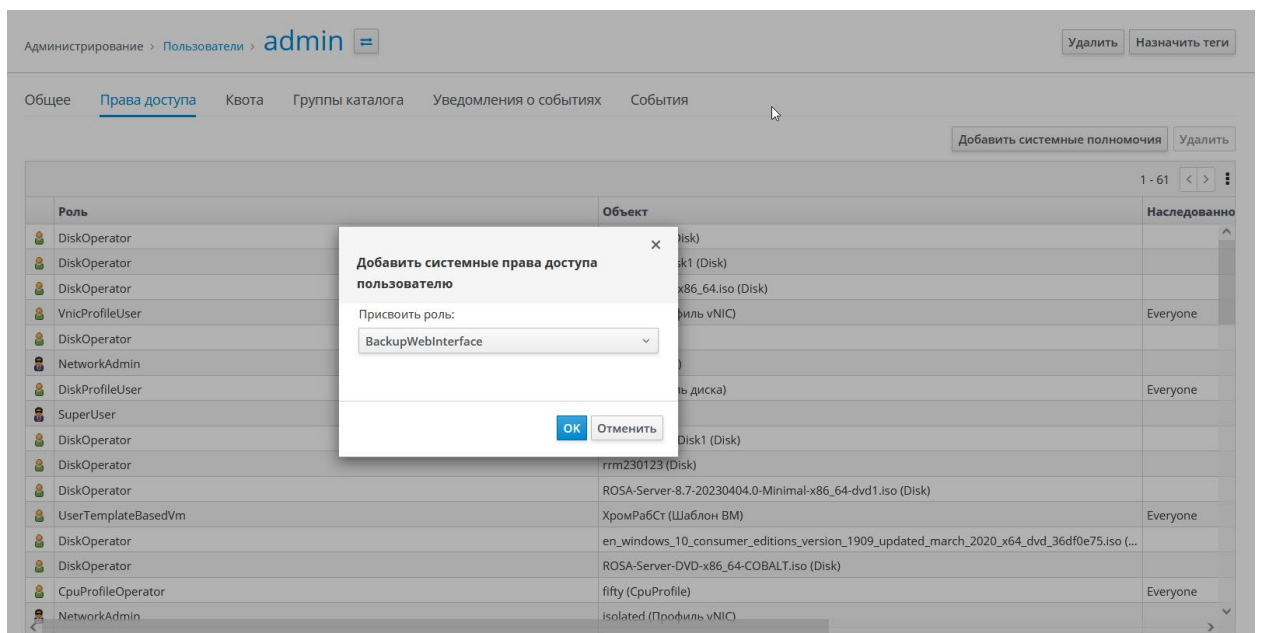 Администрирование › Пользователи › admin
Удалить Назначить теги
Общее Права доступа Квота Группы каталога Уведомления о событиях События
Добавить системные полномочия Удалить
1 - 61
Роль Объект Наследованно
DiskOperator (Disk)
DiskOperator sk1 (Disk)
DiskOperator x86_64.iso (Disk)
VnicProfileUser vNIC) Everyone
DiskOperator
NetworkAdmin
DiskProfileUser диска) Everyone
SuperUser
DiskOperator Disk1 (Disk)
DiskOperator rrm230123 (Disk)
DiskOperator ROSA-Server-8.7-20230404.0-Minimal-x86_64-dvd1.iso (Disk)
UserTemplateBasedVm ХромРабСт (Шаблон ВМ) Everyone
DiskOperator en_windows_10_consumer_editions_version_1909_updated_march_2020_x64_dvd_36df0e75.iso (...
DiskOperator ROSA-Server-DVD-x86_64-COBALT.iso (Disk)
CpuProfileOperator fifty (CpuProfile) Everyone
NetworkAdmin isolated (Профиль vNIC)
Добавить системные права доступа
пользователю
Присвоить роль:
BackupWebInterface
OK Отменить